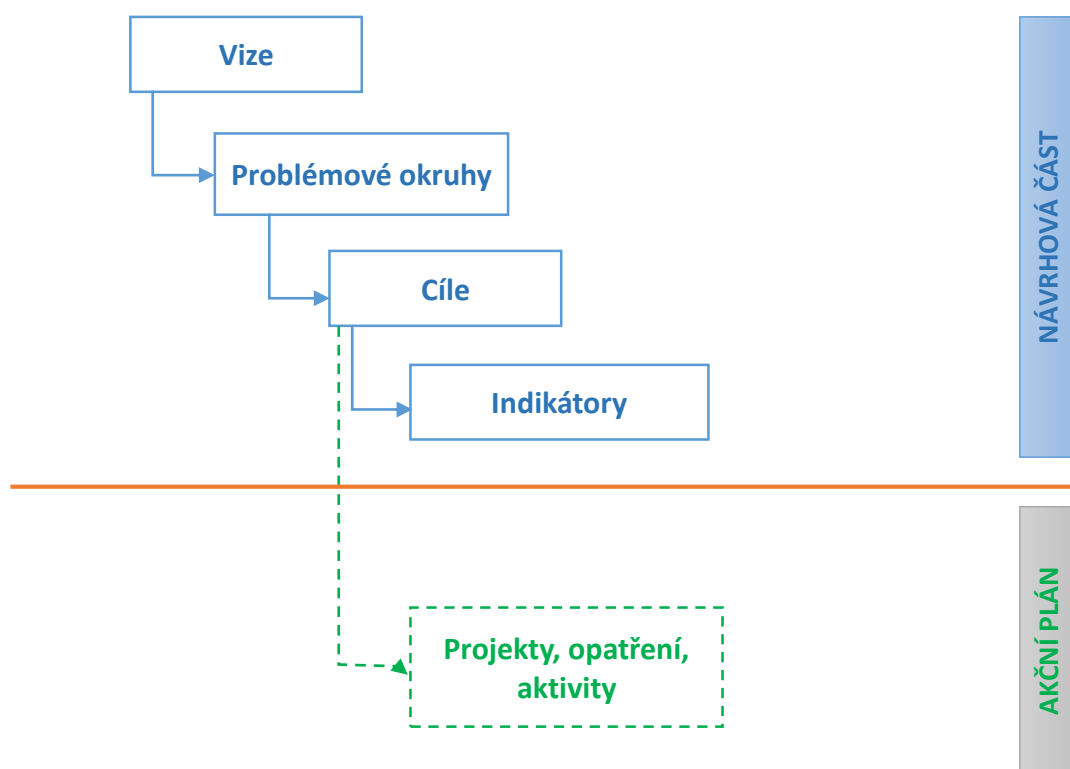 Vize
Problémové okruhy
Cíle
Indikátory
NÁVRHOVÁ ČÁST
Projekty, opatření,
aktivity
AKČNÍ PLÁN